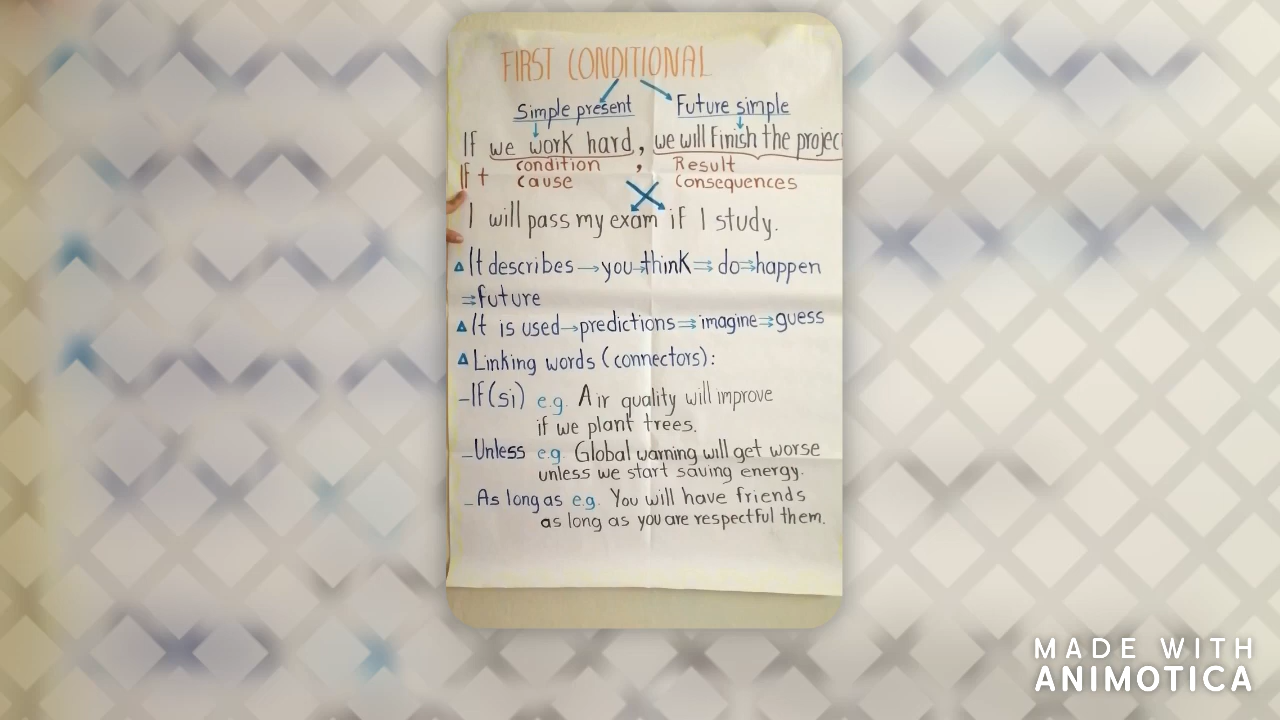 FIRST CONDITIONAL
Simple present Future simple
If we work hard, we will Finish the projec
IF + condition , Result
cause Consequences
I will pass my exam if I study.
It describes → you → think ⇒ do ⇒ happen
⇒ future
It is used → predictions ⇒ imagine ⇒ guess
Linking words (connectors):
- IF (si) e.g. Air quality will improve
if we plant trees.
- Unless e.g. Global warning will get worse
unless we start saving energy.
- As long as e.g. You will have friends
as long as you are respectful them.
MADE WITH
ANIMOTICA